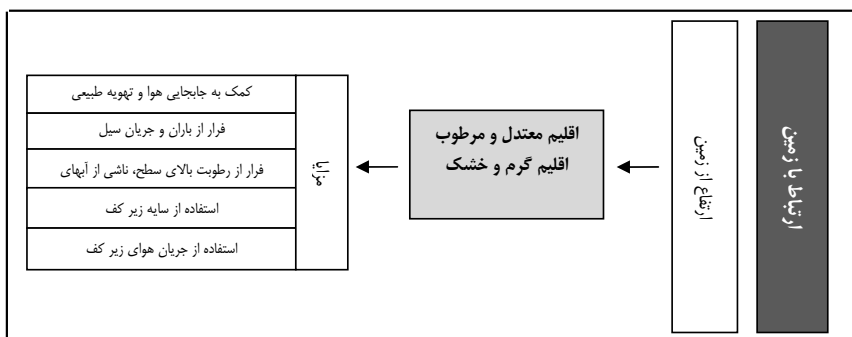 ارتباط با زمین
ارتفاع از زمین
اقلیم معتدل و مرطوب
اقلیم گرم و خشک
مزایا
کمک به جابجایی هوا و تهویه طبیعی
فرار از باران و جریان سیل
فرار از رطوبت بالای سطح، ناشی از آبهای
استفاده از سایه زیر کف
استفاده از جریان هوای زیر کف